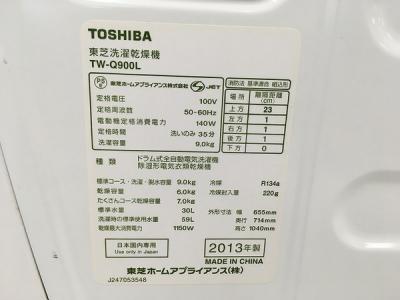 TOSHIBA
東芝洗濯乾燥機
TW-Q900L
東芝ホームアプライアンス株式会社 JET
定格電圧 100V
定格周波数 50-60Hz
電動機定格消費電力 140W
定格時間 洗いのみ 35分
洗濯容量 9.0kg
消防法 基準適合 組込形
場所 離隔距離(cm)
上方 23
左方 1
右方 1
後方 1
下方 0
種類 ドラム式全自動電気洗濯機
除湿形電気衣類乾燥機
標準コース・洗濯・脱水容量 9.0kg
乾燥容量 6.0kg
たくさんコース乾燥容量 7.0kg
標準水量 30L
洗濯時の標準使用水量 59L
乾燥最大消費電力 1150W
冷媒 R134a
冷媒封入量 220g
外形寸法 幅 655mm
奥行 714mm
高さ 1040mm
日本国内専用
Use only in Japan
2013年製
MADE IN CHINA
東芝ホームアプライアンス(株)
J247053548